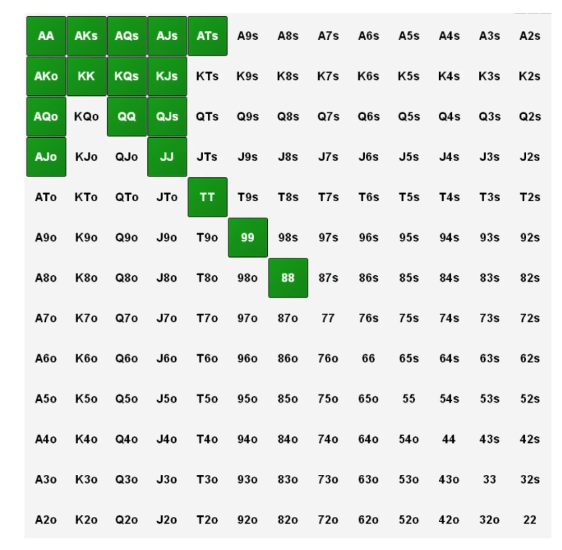 AA AKs AQs AJs ATs A9s A8s A7s A6s A5s A4s A3s A2s
AKo KK KQs KJs KTs K9s K8s K7s K6s K5s K4s K3s K2s
AQo KQo QQ QJs QTs Q9s Q8s Q7s Q6s Q5s Q4s Q3s Q2s
AJo KJo QJo JJ JTs J9s J8s J7s J6s J5s J4s J3s J2s
ATo KTo QTo JTo TT T9s T8s T7s T6s T5s T4s T3s T2s
A9o K9o Q9o J9o T9o 99 98s 97s 96s 95s 94s 93s 92s
A8o K8o Q8o J8o T8o 98o 88 87s 86s 85s 84s 83s 82s
A7o K7o Q7o J7o T7o 97o 87o 77 76s 75s 74s 73s 72s
A6o K6o Q6o J6o T6o 96o 86o 76o 66 65s 64s 63s 62s
A5o K5o Q5o J5o T5o 95o 85o 75o 65o 55 54s 53s 52s
A4o K4o Q4o J4o T4o 94o 84o 74o 64o 54o 44 43s 42s
A3o K3o Q3o J3o T3o 93o 83o 73o 63o 53o 43o 33 32s
A2o K2o Q2o J2o T2o 92o 82o 72o 62o 52o 42o 32o 22